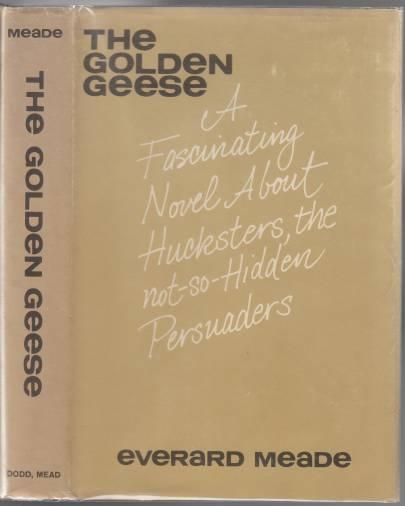 Meade
THE GOLDEN GEESE
DODD, MEAD
THE
GOLDEN
GEESE
A
Fascinating
Novel About
Hucksters, the
not-so-Hidden
Persuaders
EVERARD MEADE